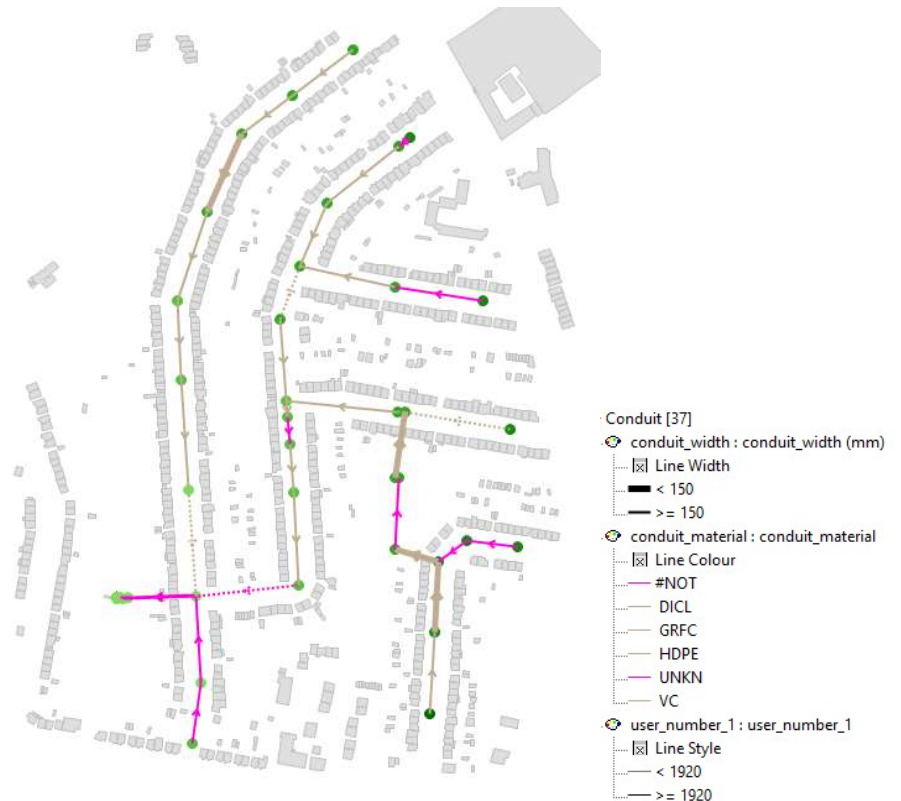 Conduit [37]
conduit_width : conduit_width (mm)
Line Width
< 150
>= 150
conduit_material : conduit_material
Line Colour
#NOT
DICL
GRFC
HDPE
UNKN
VC
user_number_1 : user_number_1
Line Style
< 1920
>= 1920